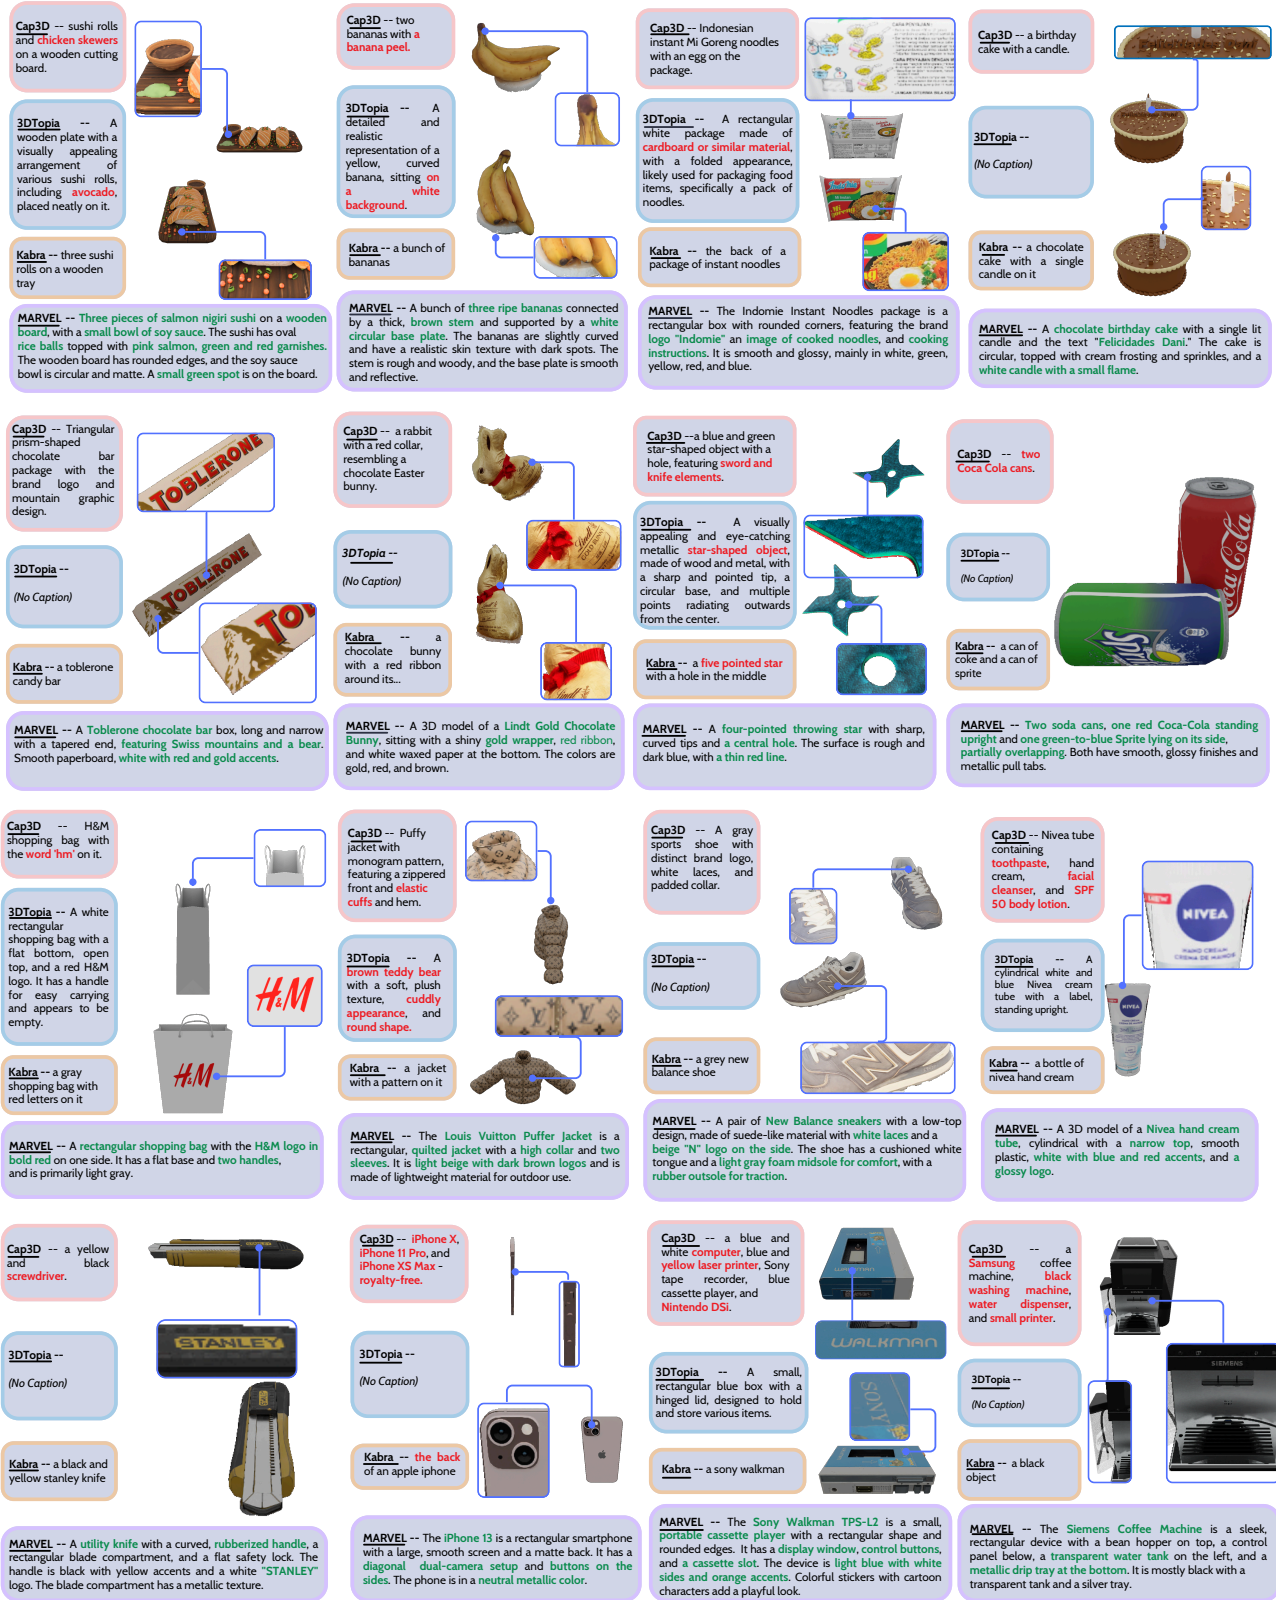 Cap3D -- sushi rolls
and chicken skewers
on a wooden cutting
board.
3DTopia -- A
wooden plate with a
visually appealing
arrangement of
various sushi rolls,
including avocado,
placed neatly on it.
Kabra -- three sushi
rolls on a wooden
tray
MARVEL -- Three pieces of salmon nigiri sushi on a wooden
board, with a small bowl of soy sauce. The sushi has oval
rice balls topped with pink salmon, green and red garnishes.
The wooden board has rounded edges, and the soy sauce
bowl is circular and matte. A small green spot is on the board.
Cap3D -- two
bananas with a
banana peel.
3DTopia -- A
detailed and
realistic
representation of a
yellow, curved
banana, sitting on
a white
background.
Kabra -- a bunch of
bananas
MARVEL -- A bunch of three ripe bananas connected
by a thick, brown stem and supported by a white
circular base plate. The bananas are slightly curved
and have a realistic skin texture with dark spots. The
stem is rough and woody, and the base plate is smooth
and reflective.
Cap3D -- Indonesian
instant Mi Goreng noodles
with an egg on the
package.
3DTopia -- A rectangular
white package made of
cardboard or similar material,
with a folded appearance,
likely used for packaging food
items, specifically a pack of
noodles.
Kabra -- the back of a
package of instant noodles
MARVEL -- The Indomie Instant Noodles package is a
rectangular box with rounded corners, featuring the brand
logo "Indomie" an image of cooked noodles, and cooking
instructions. It is smooth and glossy, mainly in white, green,
yellow, red, and blue.
Cap3D -- a birthday
cake with a candle.
3DTopia --
(No Caption)
Kabra -- a chocolate
cake with a single
candle on it
MARVEL -- A chocolate birthday cake with a single lit
candle and the text "Felicidades Dani." The cake is
circular, topped with cream frosting and sprinkles, and a
white candle with a small flame.
Cap3D -- Triangular
prism-shaped
chocolate bar
package with the
brand logo and
mountain graphic
design.
3DTopia --
(No Caption)
Kabra -- a toblerone
candy bar
TOBLERONE
TOBLERONE
TO
MARVEL -- A Toblerone chocolate bar box, long and narrow
with a tapered end, featuring Swiss mountains and a bear.
Smooth paperboard, white with red and gold accents.
Cap3D -- a rabbit
with a red collar,
resembling a
chocolate Easter
bunny.
3DTopia --
(No Caption)
Kabra -- a
chocolate bunny
with a red ribbon
around its...
Lindt
GOLD BUNNY
MARVEL -- A 3D model of a Lindt Gold Chocolate
Bunny, sitting with a shiny gold wrapper, red ribbon,
and white waxed paper at the bottom. The colors are
gold, red, and brown.
Cap3D --a blue and green
star-shaped object with a
hole, featuring sword and
knife elements.
3DTopia -- A visually
appealing and eye-catching
metallic star-shaped object,
made of wood and metal, with
a sharp and pointed tip, a
circular base, and multiple
points radiating outwards
from the center.
Kabra -- a five pointed star
with a hole in the middle
MARVEL -- A four-pointed throwing star with sharp,
curved tips and a central hole. The surface is rough and
dark blue, with a thin red line.
Cap3D -- two
Coca Cola cans.
3DTopia --
(No Caption)
Kabra -- a can of
coke and a can of
sprite
Coca-Cola
MARVEL -- Two soda cans, one red Coca-Cola standing
upright and one green-to-blue Sprite lying on its side,
partially overlapping. Both have smooth, glossy finishes and
metallic pull tabs.
Cap3D -- H&M
shopping bag with
the word 'hm' on it.
3DTopia -- A white
rectangular
shopping bag with a
flat bottom, open
top, and a red H&M
logo. It has a handle
for easy carrying
and appears to be
empty.
Kabra -- a gray
shopping bag with
red letters on it
H&M
H&M
MARVEL -- A rectangular shopping bag with the H&M logo in
bold red on one side. It has a flat base and two handles,
and is primarily light gray.
Cap3D -- Puffy
jacket with
monogram pattern,
featuring a zippered
front and elastic
cuffs and hem.
3DTopia -- A
brown teddy bear
with a soft, plush
texture, cuddly
appearance, and
round shape.
Kabra -- a jacket
with a pattern on it
MARVEL -- The Louis Vuitton Puffer Jacket is a
rectangular, quilted jacket with a high collar and two
sleeves. It is light beige with dark brown logos and is
made of lightweight material for outdoor use.
Cap3D -- A gray
sports shoe with
distinct brand logo,
white laces, and
padded collar.
3DTopia --
(No Caption)
Kabra -- a grey new
balance shoe
MARVEL -- A pair of New Balance sneakers with a low-top
design, made of suede-like material with white laces and a
beige "N" logo on the side. The shoe has a cushioned white
tongue and a light gray foam midsole for comfort, with a
rubber outsole for traction.
Cap3D -- Nivea tube
containing
toothpaste, hand
cream, facial
cleanser, and SPF
50 body lotion.
3DTopia -- A
cylindrical white and
blue Nivea cream
tube with a label,
standing upright.
Kabra -- a bottle of
nivea hand cream
NEW
NIVEA
HAND CREAM
CREMA DE MANOS
MARVEL -- A 3D model of a Nivea hand cream
tube, cylindrical with a narrow top, smooth
plastic, white with blue and red accents, and a
glossy logo.
Cap3D -- a yellow
and black
screwdriver.
3DTopia --
(No Caption)
Kabra -- a black and
yellow stanley knife
STANLEY
MARVEL -- A utility knife with a curved, rubberized handle, a
rectangular blade compartment, and a flat safety lock. The
handle is black with yellow accents and a white "STANLEY"
logo. The blade compartment has a metallic texture.
Cap3D -- iPhone X,
iPhone 11 Pro, and
iPhone XS Max -
royalty-free.
3DTopia --
(No Caption)
Kabra -- the back
of an apple iphone
MARVEL -- The iPhone 13 is a rectangular smartphone
with a large, smooth screen and a matte back. It has a
diagonal dual-camera setup and buttons on the
sides. The phone is in a neutral metallic color.
Cap3D -- a blue and
white computer, blue and
yellow laser printer, Sony
tape recorder, blue
cassette player, and
Nintendo DSi.
3DTopia -- A small,
rectangular blue box with a
hinged lid, designed to hold
and store various items.
Kabra -- a sony walkman
WALKMAN
SONY
MARVEL -- The Sony Walkman TPS-L2 is a small,
portable cassette player with a rectangular shape and
rounded edges. It has a display window, control buttons,
and a cassette slot. The device is light blue with white
sides and orange accents. Colorful stickers with cartoon
characters add a playful look.
Cap3D -- a
Samsung coffee
machine, black
washing machine,
water dispenser,
and small printer.
3DTopia --
(No Caption)
Kabra -- a black
object
SIEMENS
MARVEL -- The Siemens Coffee Machine is a sleek,
rectangular device with a bean hopper on top, a control
panel below, a transparent water tank on the left, and a
metallic drip tray at the bottom. It is mostly black with a
transparent tank and a silver tray.